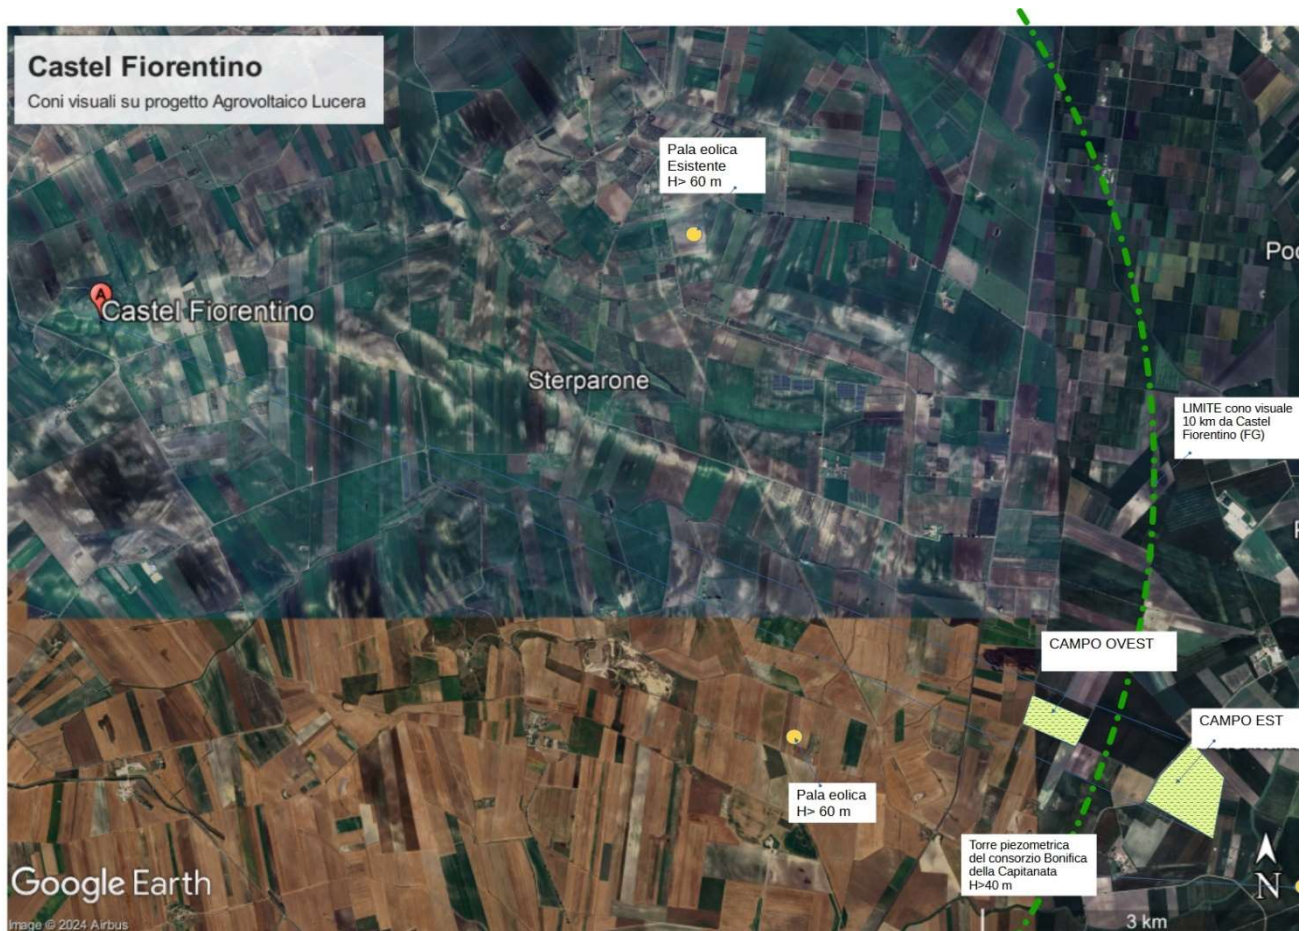 Castel Fiorentino
Coni visuali su progetto Agrovoltaico Lucera
Pala eolica
Esistente
H> 60 m
A
Castel Fiorentino
Sterparone
LIMITE cono visuale
10 km da Castel
Fiorentino (FG)
CAMPO OVEST
CAMPO EST
Pala eolica
H> 60 m
Torre piezometrica
del consorzio Bonifica
della Capitanata
H>40 m
Google Earth
N
Image © 2024 Airbus
3 km